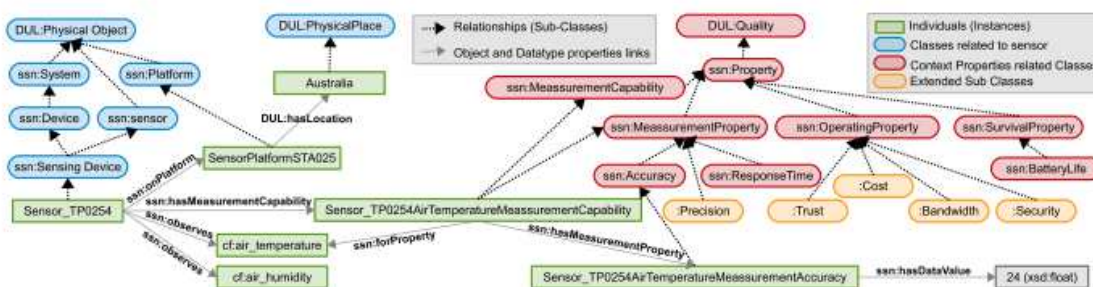 DUL:Physical Object
DUL:PhysicalPlace
Relationships (Sub-Classes)
Object and Datatype properties links
DUL:Quality
Individuals (Instances)
Classes related to sensor
Context Properties related Classes
Extended Sub Classes
ssn:System
ssn:Platform
Australia
ssn:MeassurementCapability
ssn:Property
ssn:Device
ssn:sensor
DUL:hasLocation
ssn:MeassurementProperty
ssn:OperatingProperty
ssn:SurvivalProperty
ssn:Sensing Device
ssn:onPlatform
SensorPlatformSTA025
ssn:Accuracy
ssn:ResponseTime
:Cost
ssn:BatteryLife
Sensor_TP0254
ssn:hasMeasurementCapability
Sensor_TP0254AirTemperatureMeassurementCapability
:Precision
:Trust
:Bandwidth
:Security
ssn:observes
cf:air_temperature
ssn:forProperty
ssn:hasMeasurementProperty
ssn:observes
cf:air_humidity
Sensor_TP0254AirTemperatureMeassurementAccuracy
ssn:hasDataValue
24 (xsd:float)